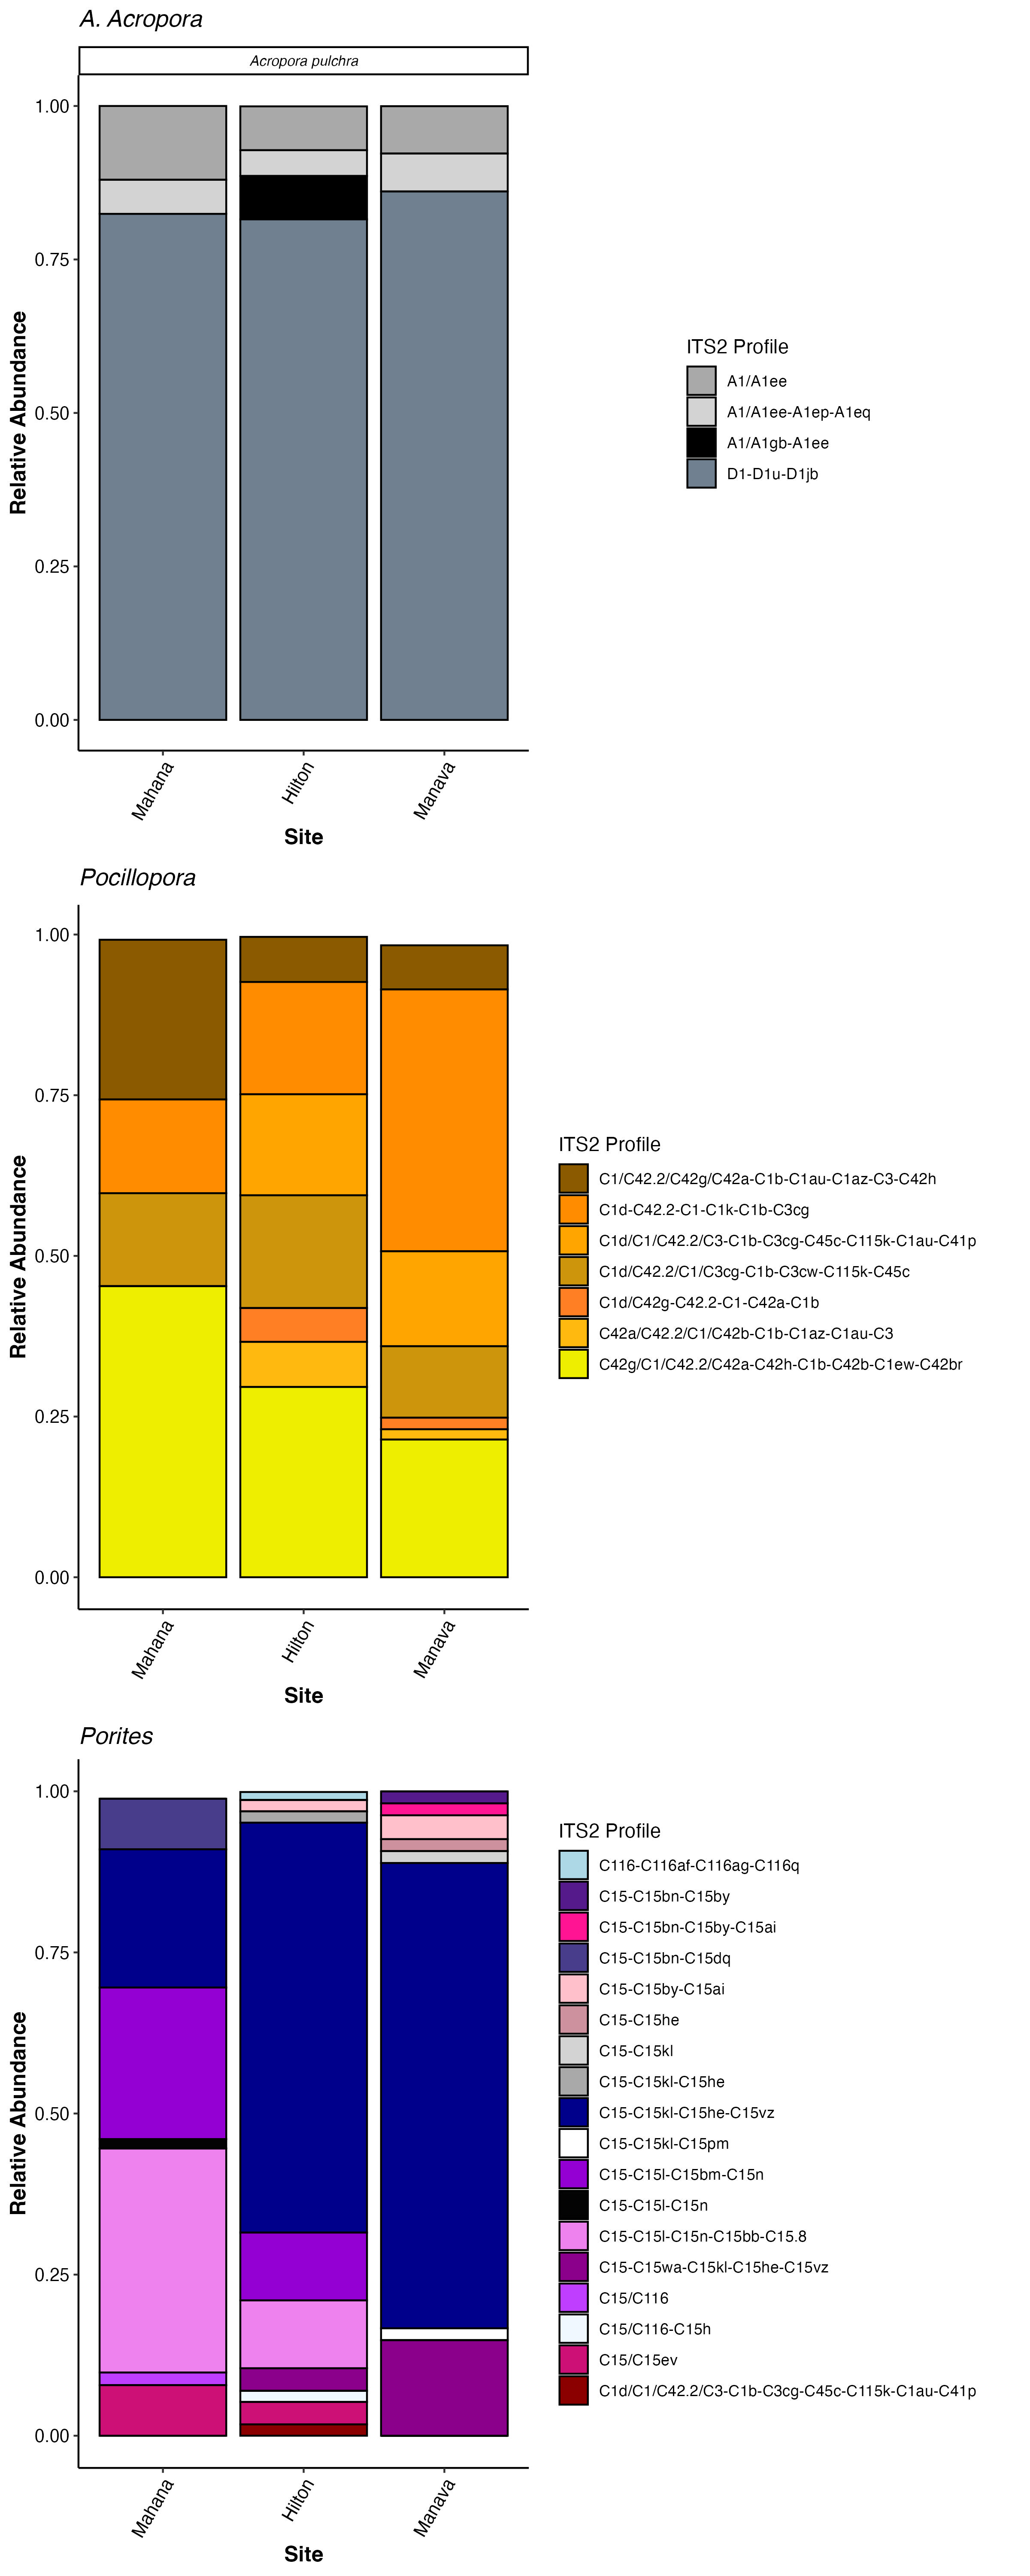 A. Acropora
Acropora pulchra
1.00
0.75
0.50
0.25
0.00
Relative Abundance
Mahana
Hilton
Manava
Site
ITS2 Profile
A1/A1ee
A1/A1ee-A1ep-A1eq
A1/A1gb-A1ee
D1-D1u-D1jb
Pocillopora
1.00
0.75
0.50
0.25
0.00
Relative Abundance
Mahana
Hilton
Manava
Site
ITS2 Profile
C1/C42.2/C42g/C42a-C1b-C1au-C1az-C3-C42h
C1d-C42.2-C1-C1k-C1b-C3cg
C1d/C1/C42.2/C3-C1b-C3cg-C45c-C115k-C1au-C41p
C1d/C42.2/C1/C3cg-C1b-C3cw-C115k-C45c
C1d/C42g-C42.2-C1-C42a-C1b
C42a/C42.2/C1/C42b-C1b-C1az-C1au-C3
C42g/C1/C42.2/C42a-C42h-C1b-C42b-C1ew-C42br
Porites
1.00
0.75
0.50
0.25
0.00
Relative Abundance
Mahana
Hilton
Manava
Site
ITS2 Profile
C116-C116af-C116ag-C116q
C15-C15bn-C15by
C15-C15bn-C15by-C15ai
C15-C15bn-C15dq
C15-C15by-C15ai
C15-C15he
C15-C15kl
C15-C15kl-C15he
C15-C15kl-C15he-C15vz
C15-C15kl-C15pm
C15-C15l-C15bm-C15n
C15-C15l-C15n
C15-C15l-C15n-C15bb-C15.8
C15-C15wa-C15kl-C15he-C15vz
C15/C116
C15/C116-C15h
C15/C15ev
C1d/C1/C42.2/C3-C1b-C3cg-C45c-C115k-C1au-C41p